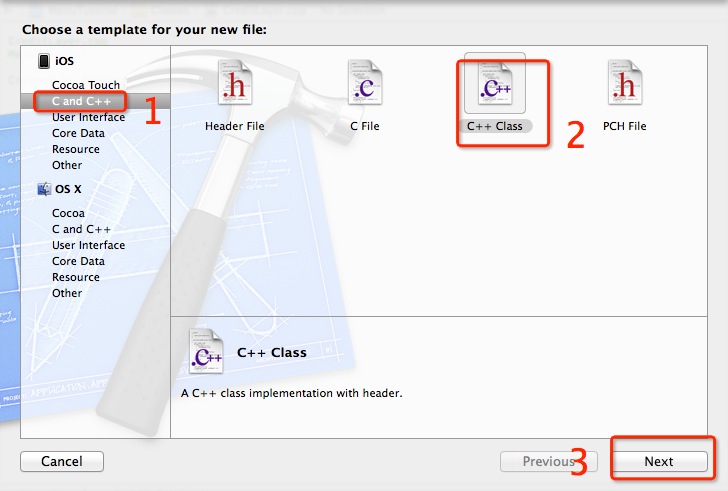 Choose a template for your new file:
iOS
Cocoa Touch
C and C++
1
User Interface
Core Data
Resource
Other
OS X
Cocoa
C and C++
User Interface
Core Data
Resource
Other
.h
Header File
.c
C File
.c++
C++ Class
2
.h
PCH File
.c++
C++ Class
A C++ class implementation with header.
Cancel
Previous
3
Next